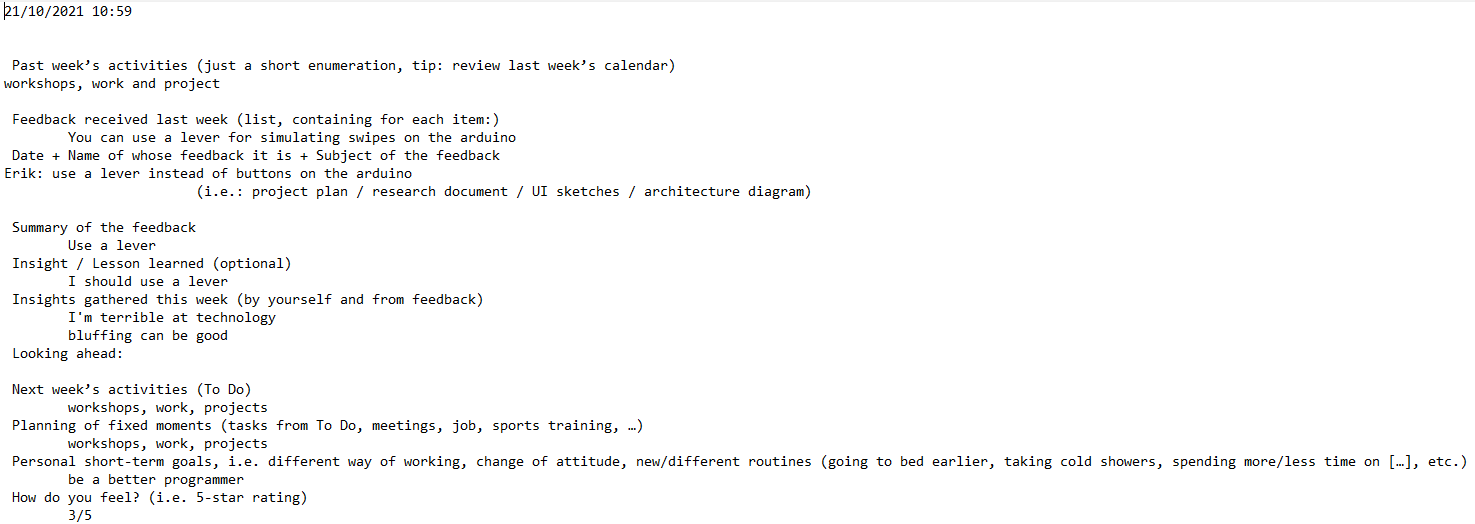 21/10/2021 10:59
Past week’s activities (just a short enumeration, tip: review last week’s calendar)
workshops, work and project
Feedback received last week (list, containing for each item:)
You can use a lever for simulating swipes on the arduino
Date + Name of whose feedback it is + Subject of the feedback
Erik: use a lever instead of buttons on the arduino
(i.e.: project plan / research document / UI sketches / architecture diagram)
Summary of the feedback
Use a lever
Insight / Lesson learned (optional)
I should use a lever
Insights gathered this week (by yourself and from feedback)
I'm terrible at technology
bluffing can be good
Looking ahead:
Next week’s activities (To Do)
workshops, work, projects
Planning of fixed moments (tasks from To Do, meetings, job, sports training, …)
workshops, work, projects
Personal short-term goals, i.e. different way of working, change of attitude, new/different routines (going to bed earlier, taking cold showers, spending more/less time on […], etc.)
be a better programmer
How do you feel? (i.e. 5-star rating)
3/5